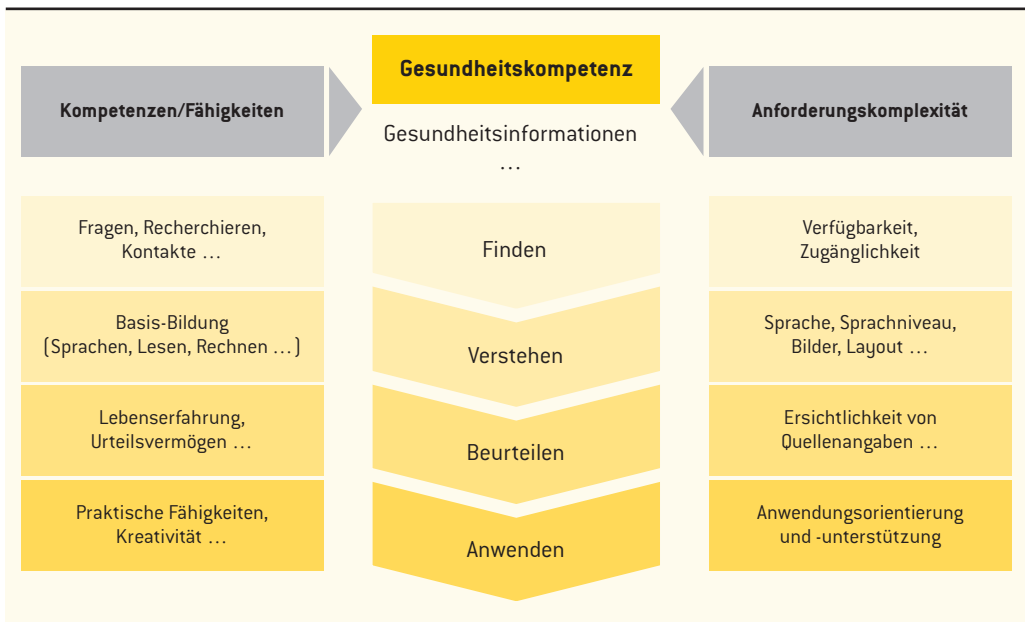 Gesundheitskompetenz
Kompetenzen/Fähigkeiten
Anforderungskomplexität
Gesundheitsinformationen
…
Fragen, Recherchieren,
Kontakte …
Finden
Verfügbarkeit,
Zugänglichkeit
Basis-Bildung
(Sprachen, Lesen, Rechnen …)
Verstehen
Sprache, Sprachniveau,
Bilder, Layout …
Lebenserfahrung,
Urteilsvermögen …
Beurteilen
Ersichtlichkeit von
Quellenangaben …
Praktische Fähigkeiten,
Kreativität …
Anwenden
Anwendungsorientierung
und -unterstützung